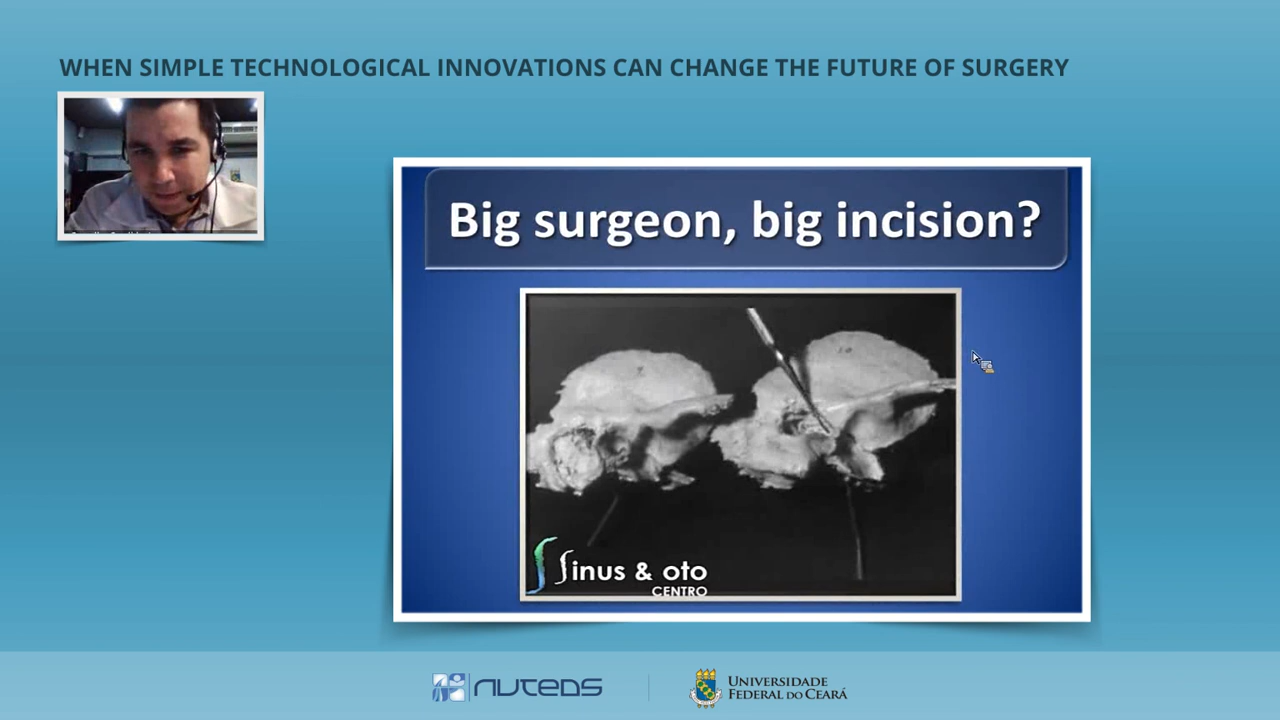 WHEN SIMPLE TECHNOLOGICAL INNOVATIONS CAN CHANGE THE FUTURE OF SURGERY
Big surgeon, big incision?
Sinus & oto
CENTRO
NUTEDS
UNIVERSIDADE
FEDERAL DO CEARÁ